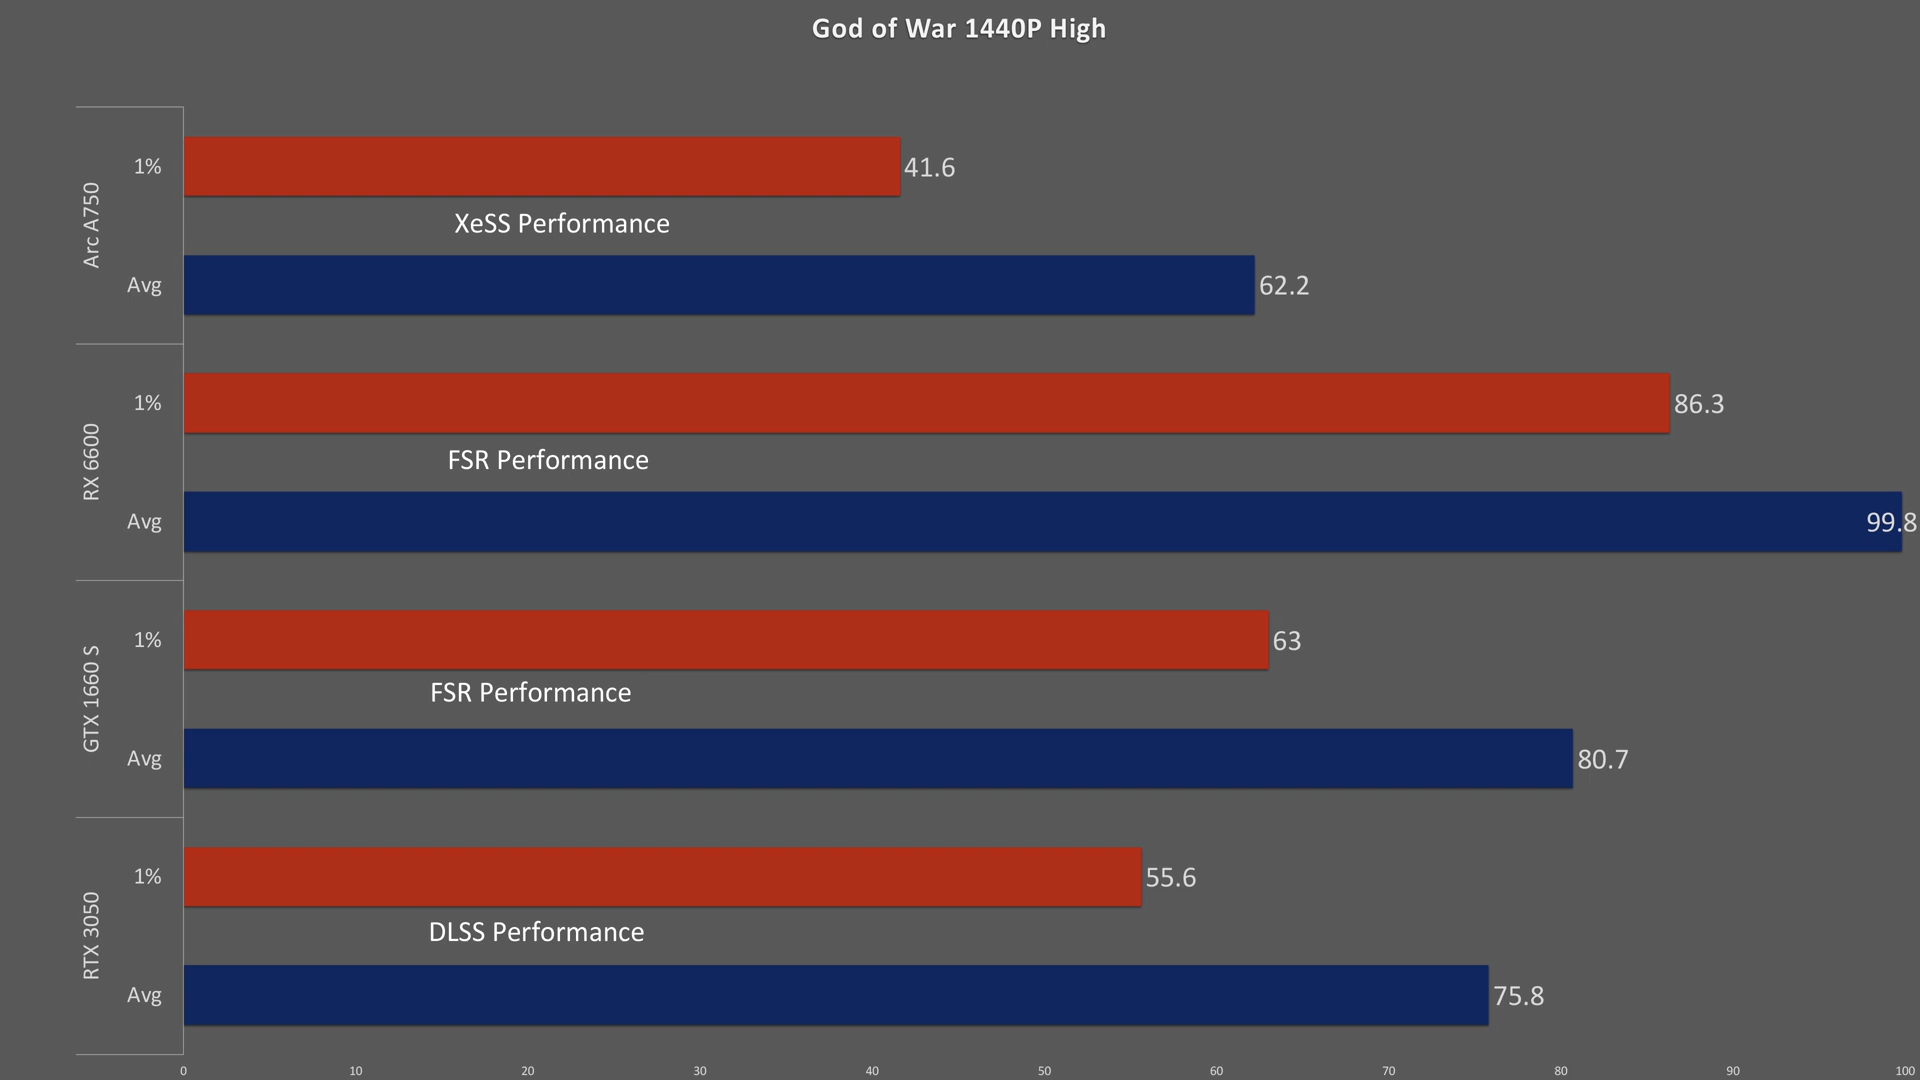 God of War 1440P High
Arc A750
1%
41.6
XeSS Performance
Avg
62.2
RX 6600
1%
86.3
FSR Performance
Avg
99.8
GTX 1660 S
1%
63
FSR Performance
Avg
80.7
RTX 3050
1%
55.6
DLSS Performance
Avg
75.8
0 10 20 30 40 50 60 70 80 90 100